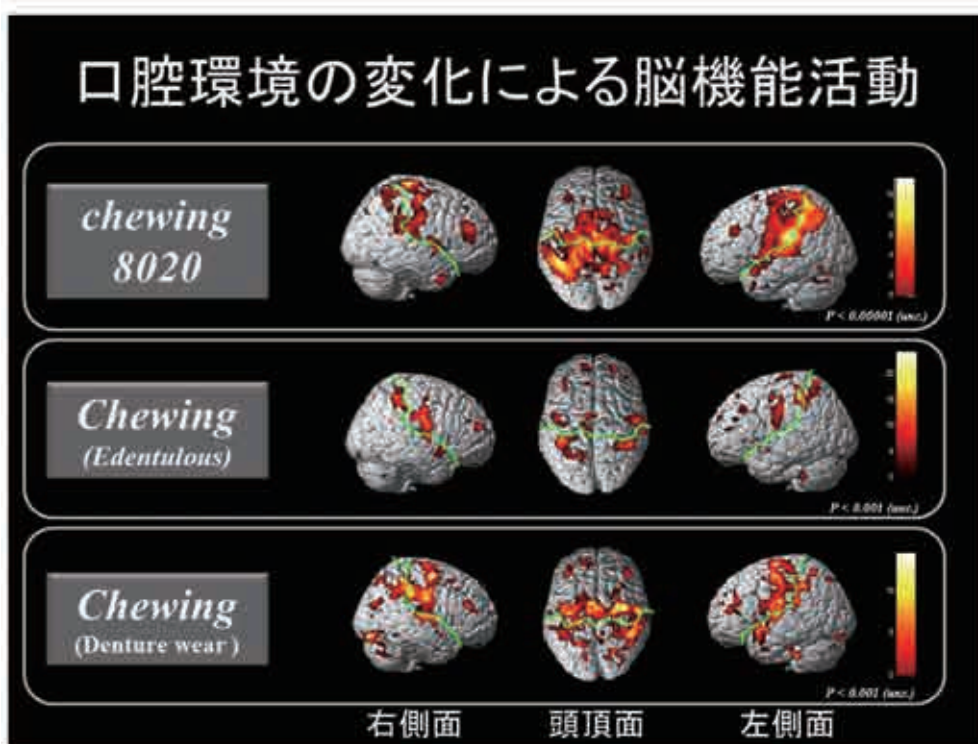 口腔環境の変化による脳機能活動
chewing
8020
P < 0.00001 (unc.)
Chewing
(Edentulous)
P < 0.001 (unc.)
Chewing
(Denture wear )
P < 0.001 (unc.)
右側面
頭頂面
左側面